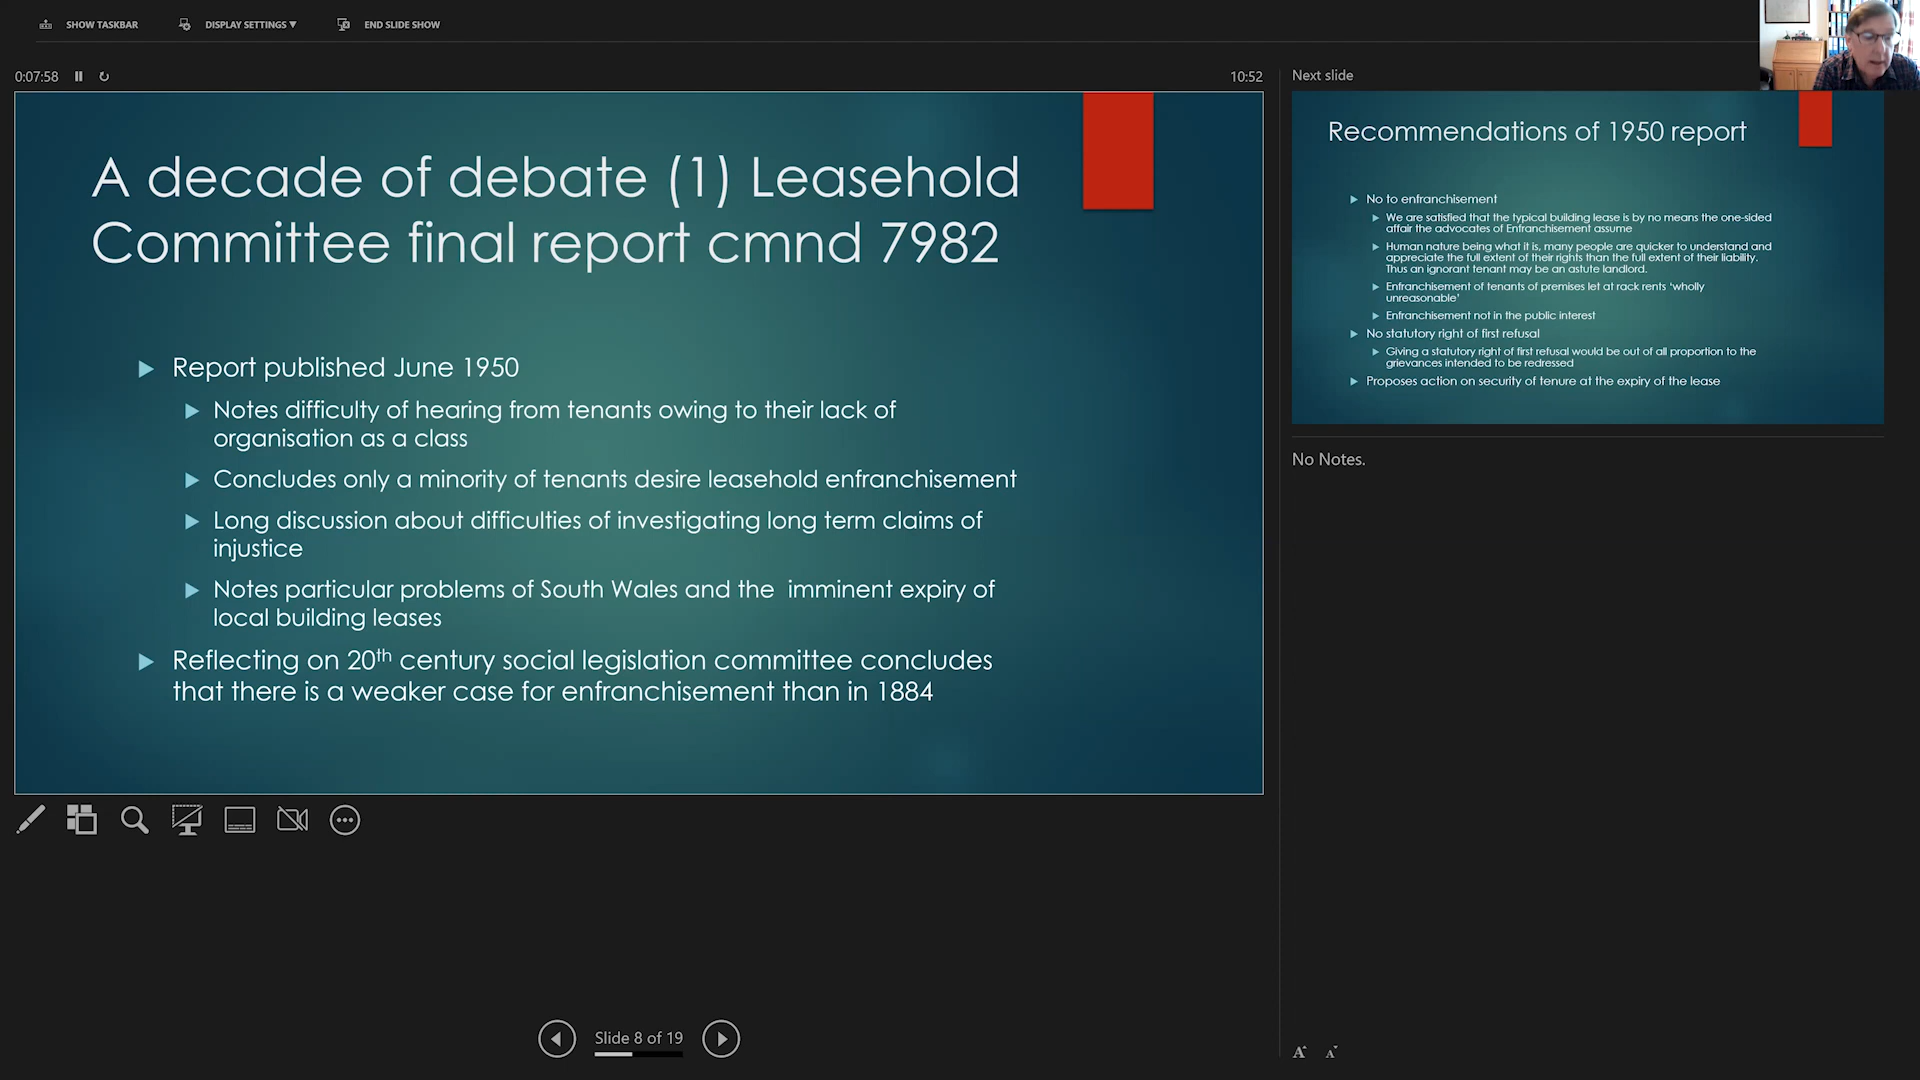 SHOW TASKBAR
DISPLAY SETTINGS ▼
END SLIDE SHOW
0:07:58
10:52
A decade of debate (1) Leasehold
Committee final report cmnd 7982
Report published June 1950
Notes difficulty of hearing from tenants owing to their lack of
organisation as a class
Concludes only a minority of tenants desire leasehold enfranchisement
Long discussion about difficulties of investigating long term claims of
injustice
Notes particular problems of South Wales and the imminent expiry of
local building leases
Reflecting on 20th century social legislation committee concludes
that there is a weaker case for enfranchisement than in 1884
Slide 8 of 19
Next slide
Recommendations of 1950 report
No to enfranchisement
We are satisfied that the typical building lease is by no means the one-sided
affair the advocates of Enfranchisement assume
Human nature being what it is, many people are quicker to understand and
appreciate the full extent of their rights than the full extent of their liability.
Thus an ignorant tenant may be an astute landlord.
Enfranchisement of tenants of premises let at rack rents ‘wholly
unreasonable’
Enfranchisement not in the public interest
No statutory right of first refusal
Giving a statutory right of first refusal would be out of all proportion to the
grievances intended to be redressed
Proposes action on security of tenure at the expiry of the lease
No Notes.
A A